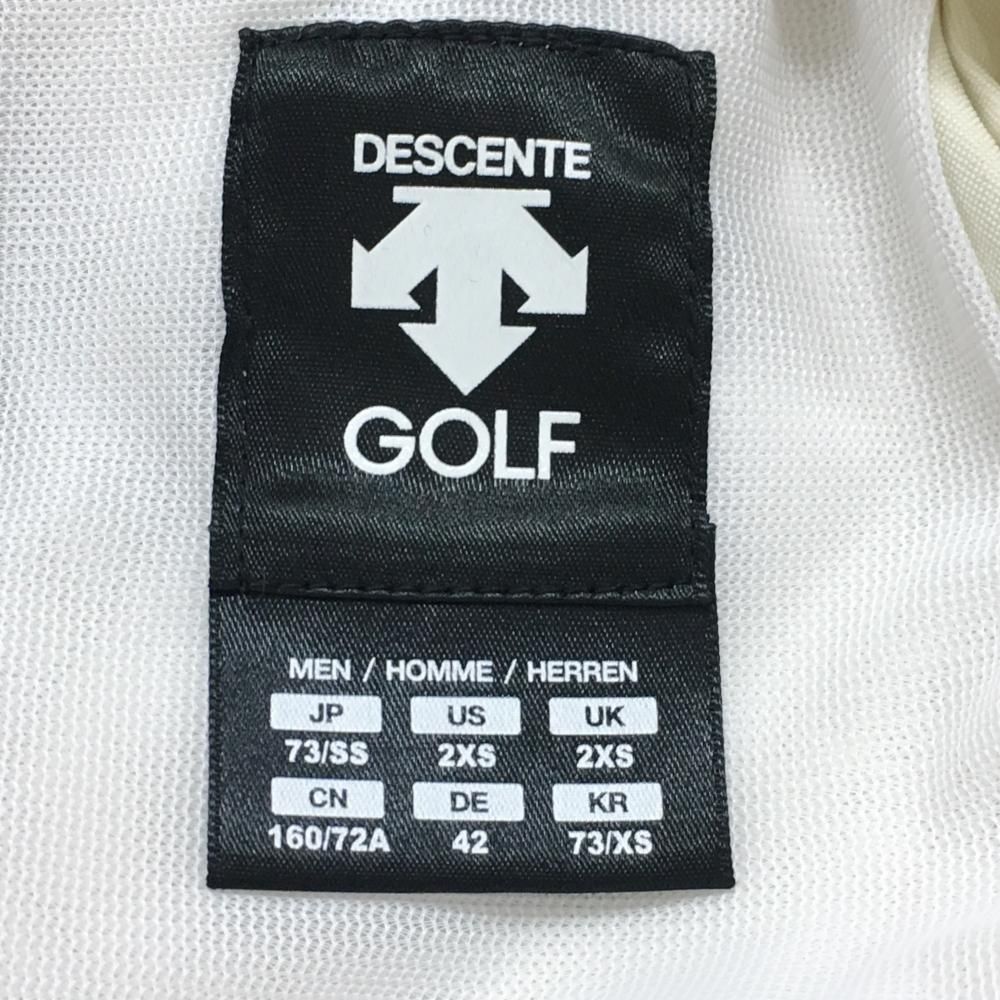 DESCENTE
GOLF
MEN / HOMME / HERREN
JP US UK
73/SS 2XS 2XS
CN DE KR
160/72A 42 73/XS